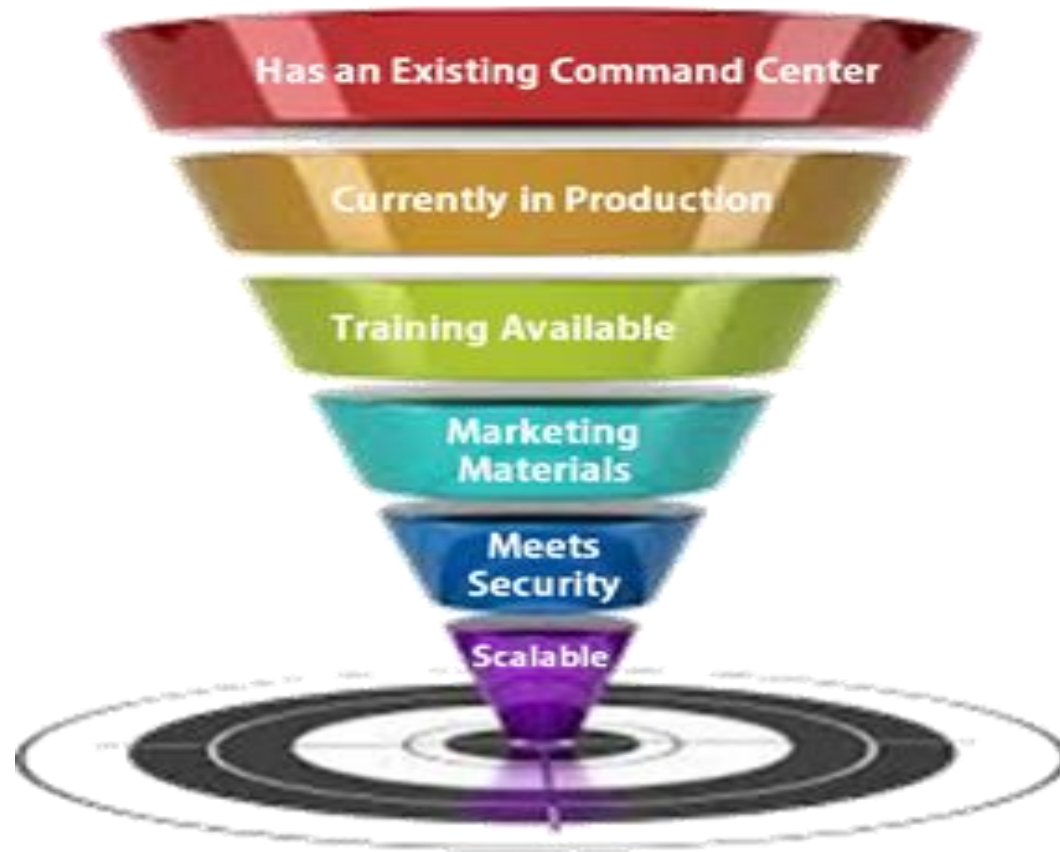 Has an Existing Command Center
Currently in Production
Training Available
Marketing
Materials
Meets
Security
Scalable